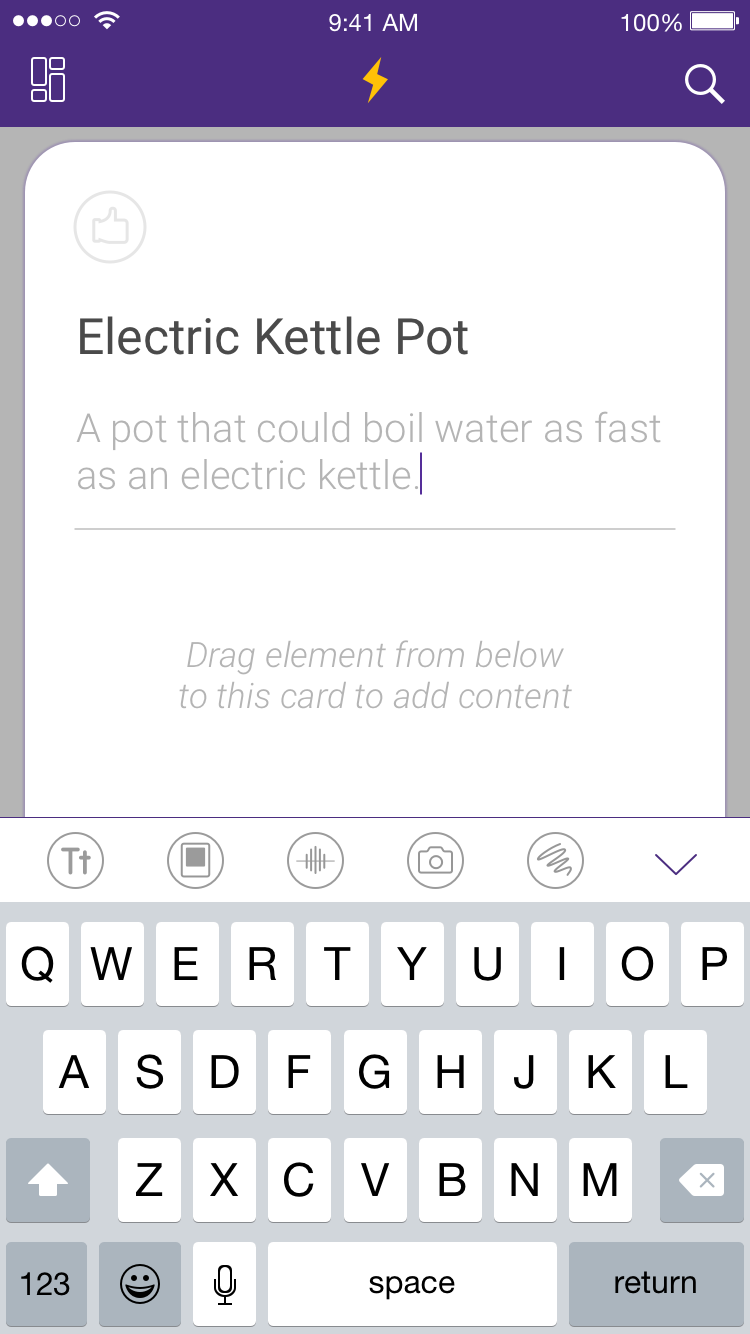 9:41 AM 100%
Electric Kettle Pot
A pot that could boil water as fast
as an electric kettle.
Drag element from below
to this card to add content
Tt
Q W E R T Y U I O P
A S D F G H J K L
Z X C V B N M
123 space return